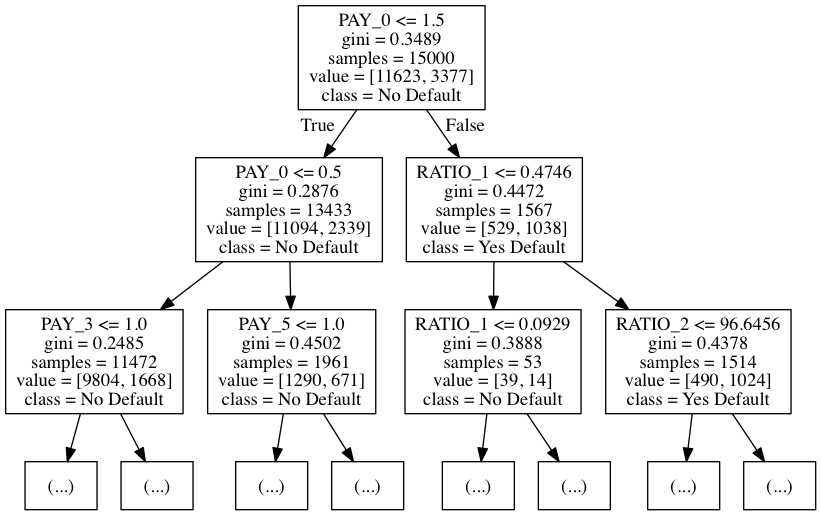 PAY_0 <= 1.5
gini = 0.3489
samples = 15000
value = [11623, 3377]
class = No Default
True
False
PAY_0 <= 0.5
gini = 0.2876
samples = 13433
value = [11094, 2339]
class = No Default
RATIO_1 <= 0.4746
gini = 0.4472
samples = 1567
value = [529, 1038]
class = Yes Default
PAY_3 <= 1.0
gini = 0.2485
samples = 11472
value = [9804, 1668]
class = No Default
PAY_5 <= 1.0
gini = 0.4502
samples = 1961
value = [1290, 671]
class = No Default
RATIO_1 <= 0.0929
gini = 0.3888
samples = 53
value = [39, 14]
class = No Default
RATIO_2 <= 96.6456
gini = 0.4378
samples = 1514
value = [490, 1024]
class = Yes Default
(...)
(...)
(...)
(...)
(...)
(...)
(...)
(...)